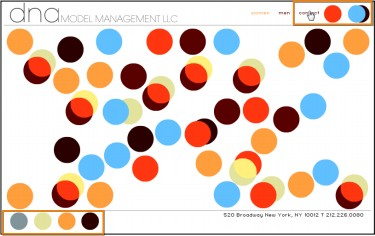 dna MODEL MANAGEMENT LLC
women men contact
520 Broadway New York, NY 10012 T 212.226.0080